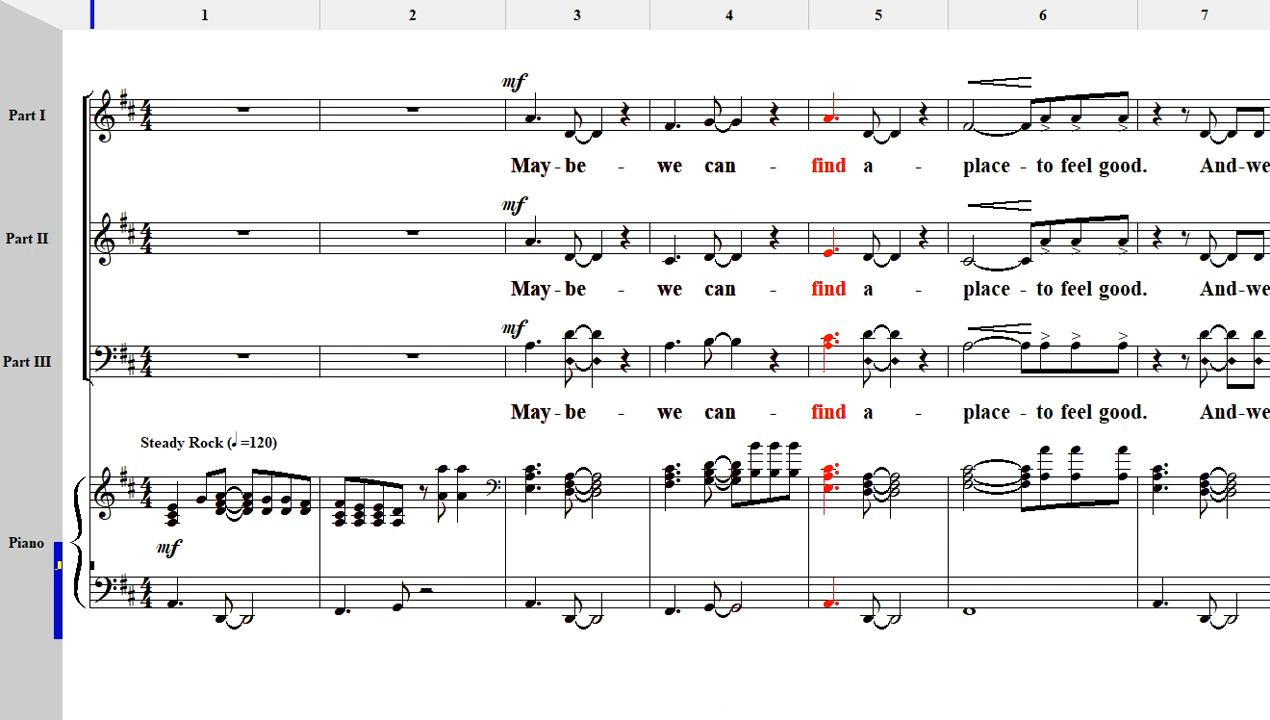 1 2 3 4 5 6 7
mf
Part I
May - be - we can - find a - place - to feel good. And-we
mf
Part II
May - be - we can - find a - place - to feel good. And-we
mf
Part III
May - be - we can - find a - place - to feel good. And-we
Steady Rock (♩=120)
mf
Piano